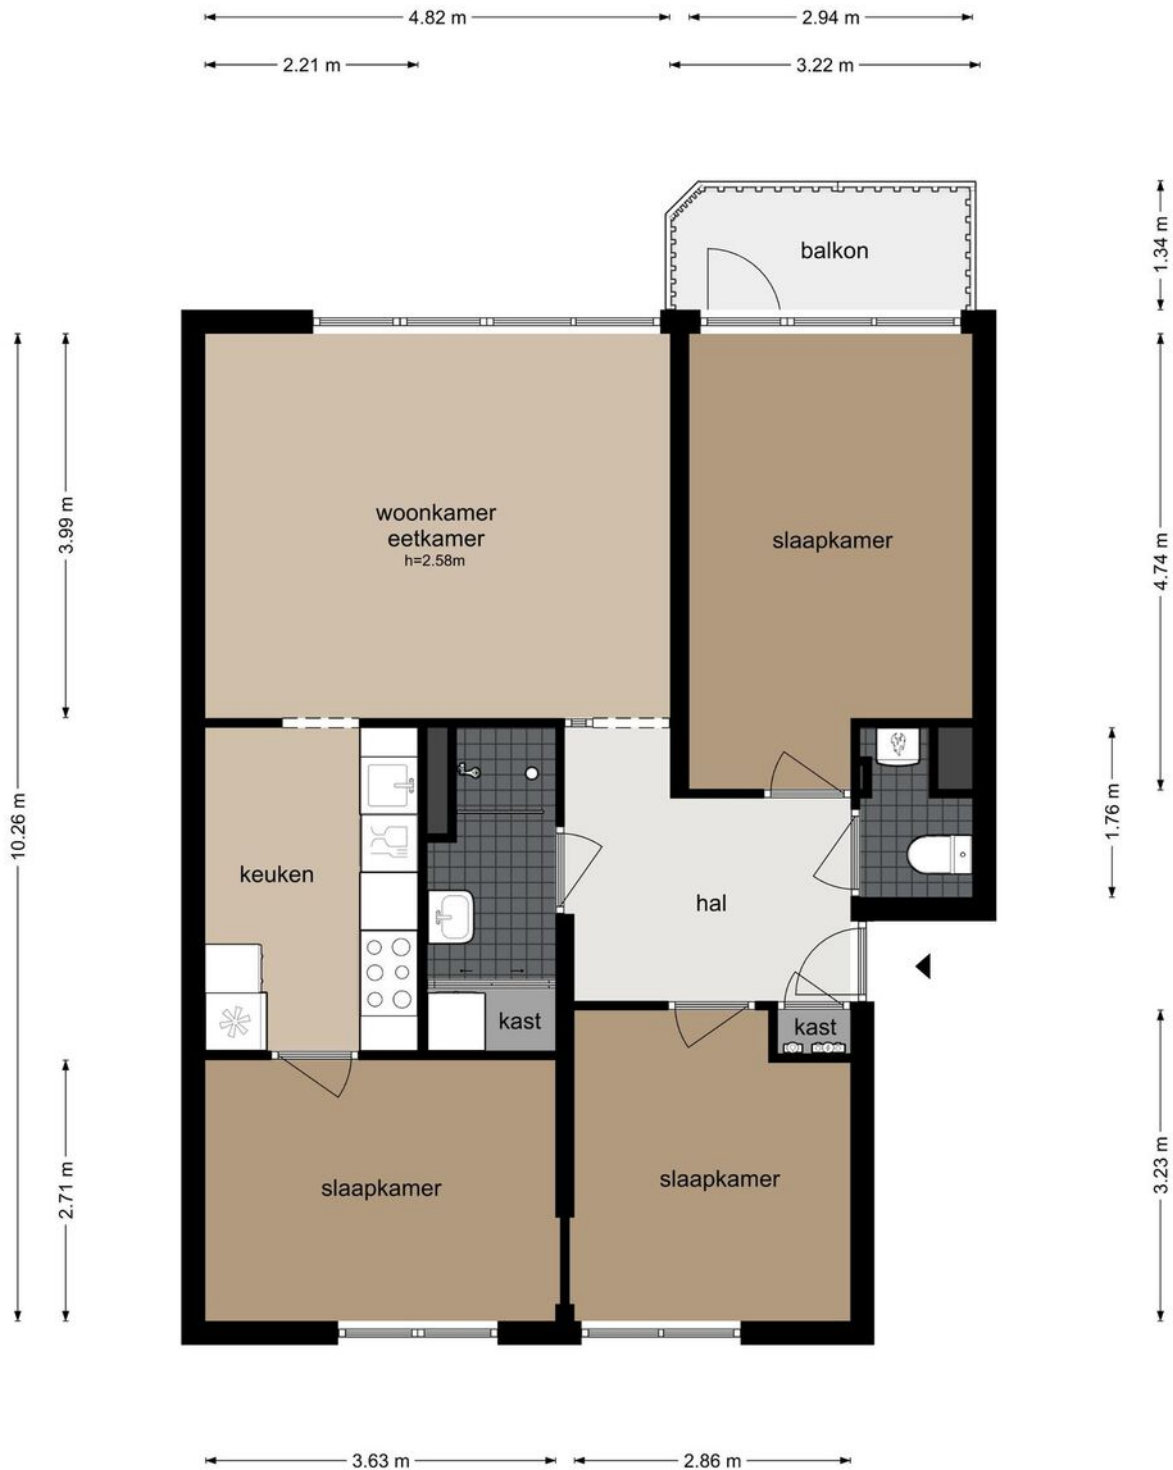 4.82 m
2.94 m
2.21 m
3.22 m
1.34 m
balkon
woonkamer
eetkamer
h=2.58m
slaapkamer
3.99 m
4.74 m
10.26 m
1.76 m
keuken
hal
kast
kast
slaapkamer
slaapkamer
2.71 m
3.23 m
3.63 m
2.86 m